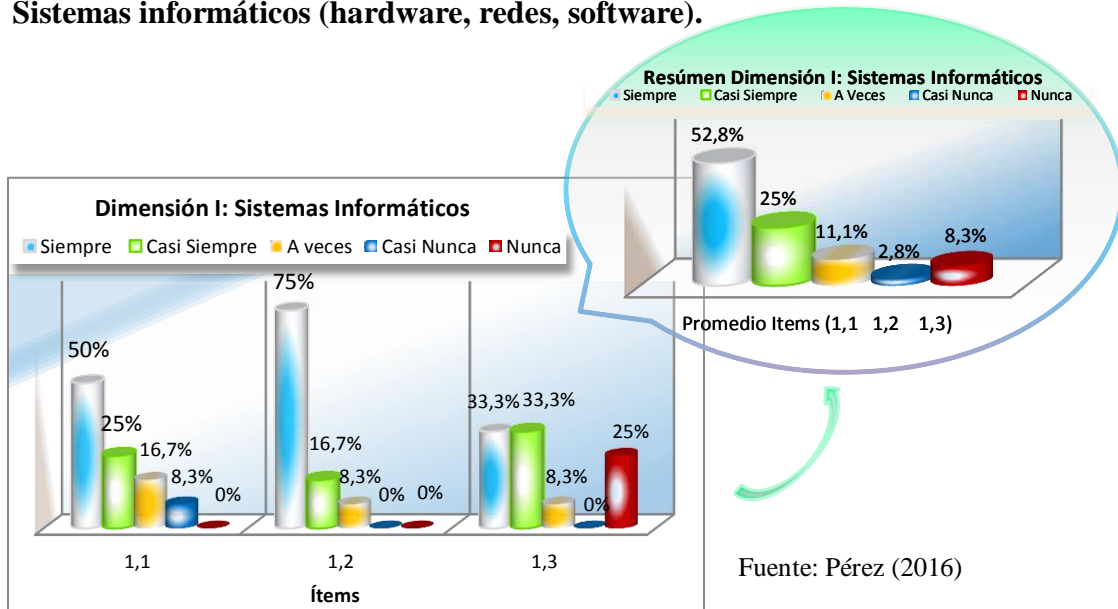 Sistemas informáticos (hardware, redes, software).
Resúmen Dimensión I: Sistemas Informáticos
Siempre Casi Siempre A Veces Casi Nunca Nunca
52,8%
25%
11,1%
2,8%
8,3%
Promedio Items (1,1 1,2 1,3)
Dimensión I: Sistemas Informáticos
Siempre Casi Siempre A veces Casi Nunca Nunca
50%
25%
16,7%
8,3%
0%
75%
16,7%
8,3%
0%
0%
33,3%
33,3%
8,3%
0%
25%
1,1 1,2 1,3
Ítems
Fuente: Pérez (2016)